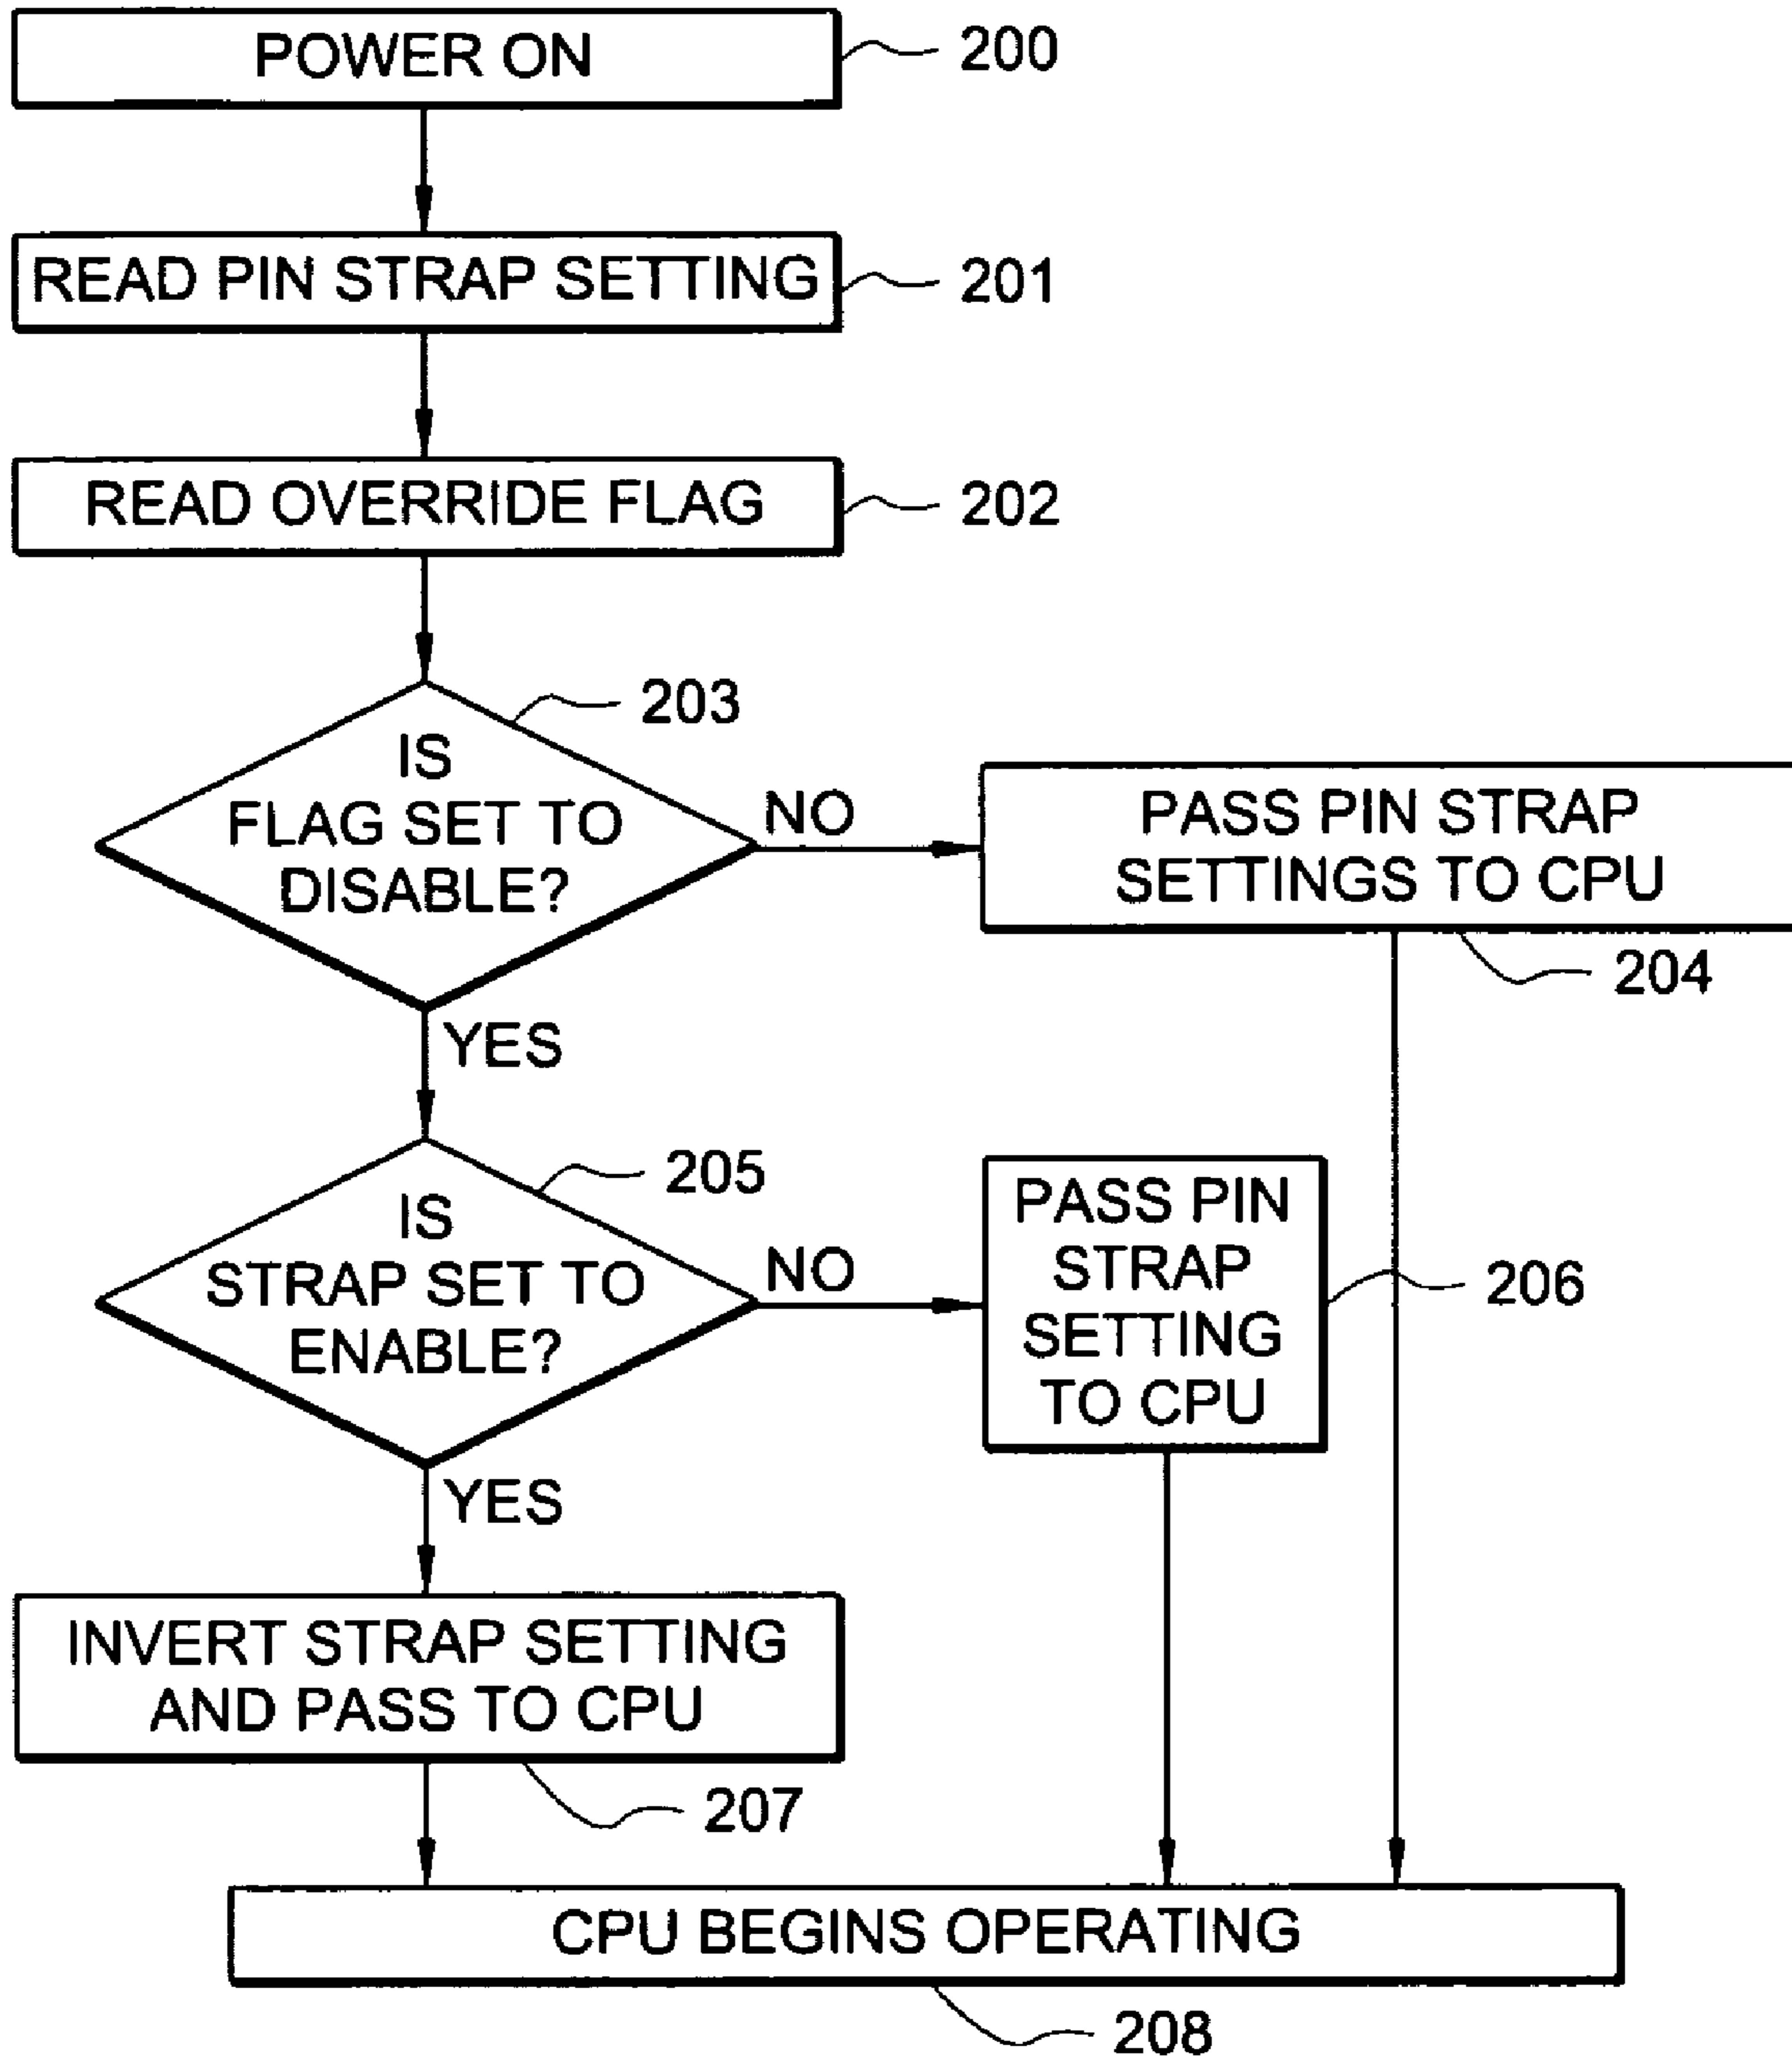 POWER ON
200
READ PIN STRAP SETTING
201
READ OVERRIDE FLAG
202
203
IS
FLAG SET TO
DISABLE?
NO
PASS PIN STRAP
SETTINGS TO CPU
204
YES
205
IS
STRAP SET TO
ENABLE?
NO
PASS PIN
STRAP
SETTING
TO CPU
206
YES
INVERT STRAP SETTING
AND PASS TO CPU
207
CPU BEGINS OPERATING
208